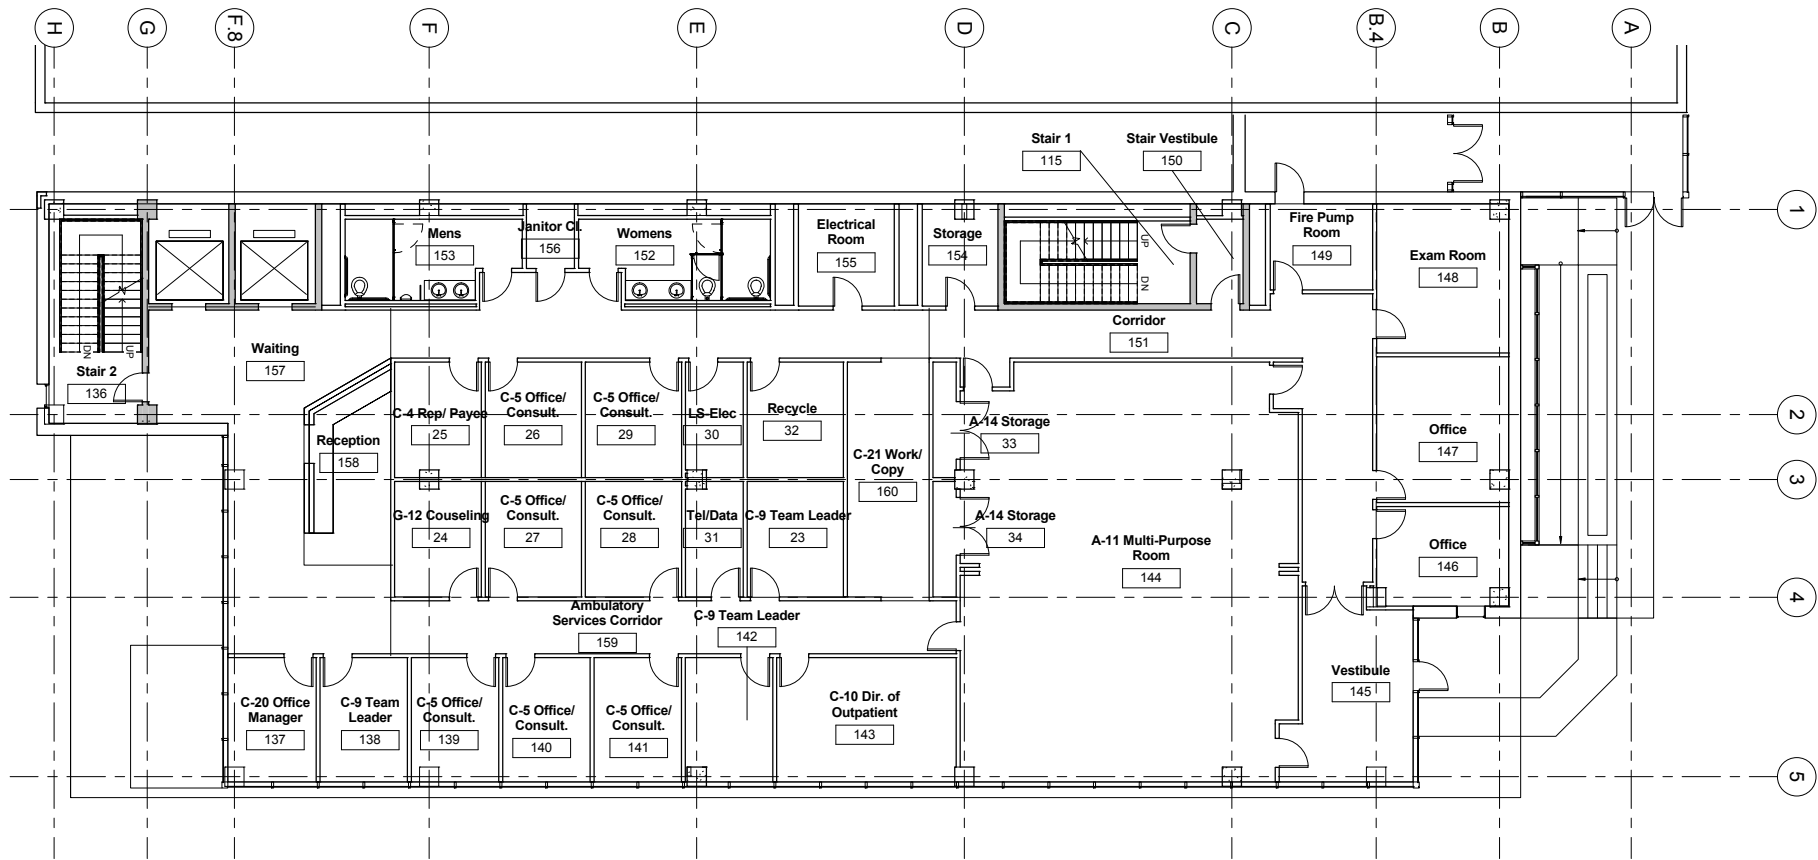 H
G
F.8
F
E
D
C
B.4
B
A
Stair 1
115
Stair Vestibule
150
1
Mens
153
Janitor Cl.
156
Womens
152
Electrical
Room
155
Storage
154
UP
DN
Fire Pump
Room
149
Exam Room
148
Corridor
151
DN
UP
Stair 2
136
Waiting
157
2
C-4 Rep/ Payee
25
C-5 Office/
Consult.
26
C-5 Office/
Consult.
29
LS-Elec
30
Recycle
32
A-14 Storage
33
Office
147
Reception
158
C-21 Work/
Copy
160
3
G-12 Couseling
24
C-5 Office/
Consult.
27
C-5 Office/
Consult.
28
Tel/Data
31
C-9 Team Leader
23
A-14 Storage
34
A-11 Multi-Purpose
Room
144
Office
146
4
Ambulatory
Services Corridor
159
C-9 Team Leader
142
Vestibule
145
C-20 Office
Manager
137
C-9 Team
Leader
138
C-5 Office/
Consult.
139
C-5 Office/
Consult.
140
C-5 Office/
Consult.
141
C-10 Dir. of
Outpatient
143
5